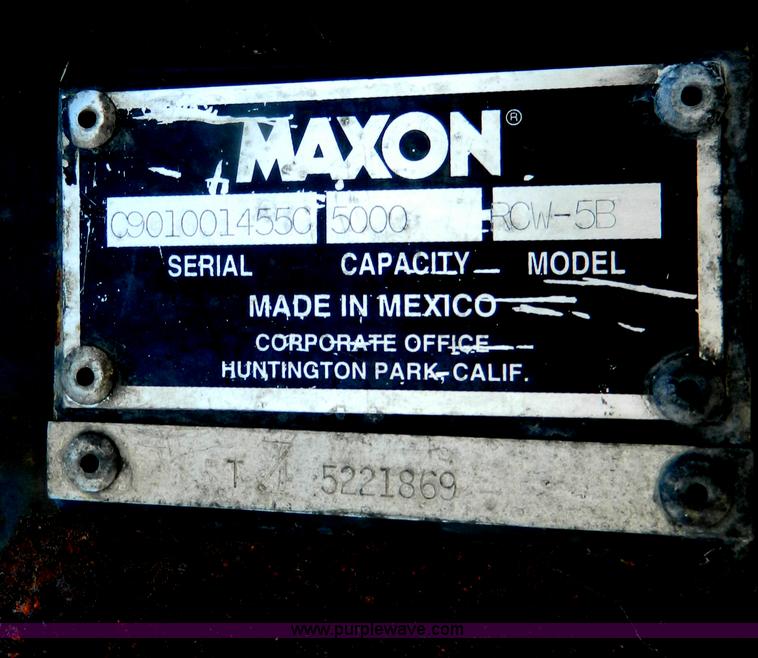 MAXON®
C901001455C 5000 RCW-5B
SERIAL CAPACITY MODEL
MADE IN MEXICO
CORPORATE OFFICE
HUNTINGTON PARK, CALIF.
T 5221869
www.purplewave.com